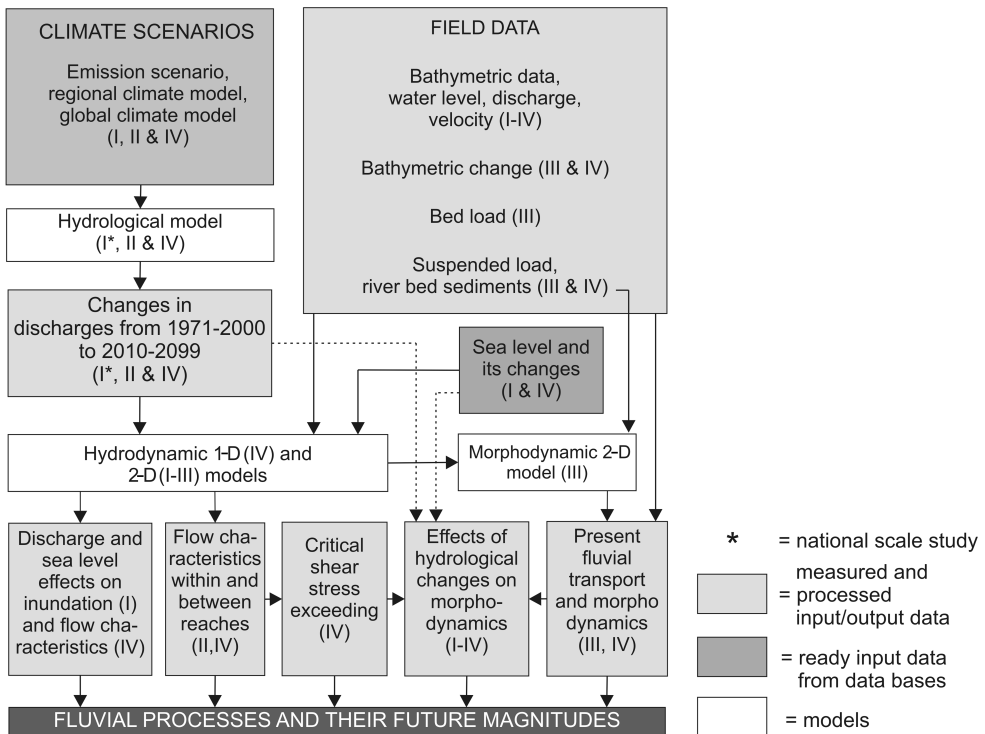 CLIMATE SCENARIOS
Emission scenario,
regional climate model,
global climate model
(I, II & IV)
FIELD DATA
Bathymetric data,
water level, discharge,
velocity (I-IV)
Bathymetric change (III & IV)
Bed load (III)
Suspended load,
river bed sediments (III & IV)
Hydrological model
(I*, II & IV)
Changes in
discharges from 1971-2000
to 2010-2099
(I*, II & IV)
Sea level and
its changes
(I & IV)
Hydrodynamic 1-D (IV) and
2-D (I-III) models
Morphodynamic 2-D
model (III)
Discharge and
sea level
effects on
inundation (I)
and flow cha-
racteristics (IV)
Flow cha-
racteristics
within and
between
reaches
(II,IV)
Critical
shear
stress
exceeding
(IV)
Effects of
hydrological
changes on
morpho-
dynamics
(I-IV)
Present
fluvial
transport
and morpho
dynamics
(III, IV)
FLUVIAL PROCESSES AND THEIR FUTURE MAGNITUDES
* = national scale study
measured and
= processed
input/output data
= ready input data
from data bases
= models